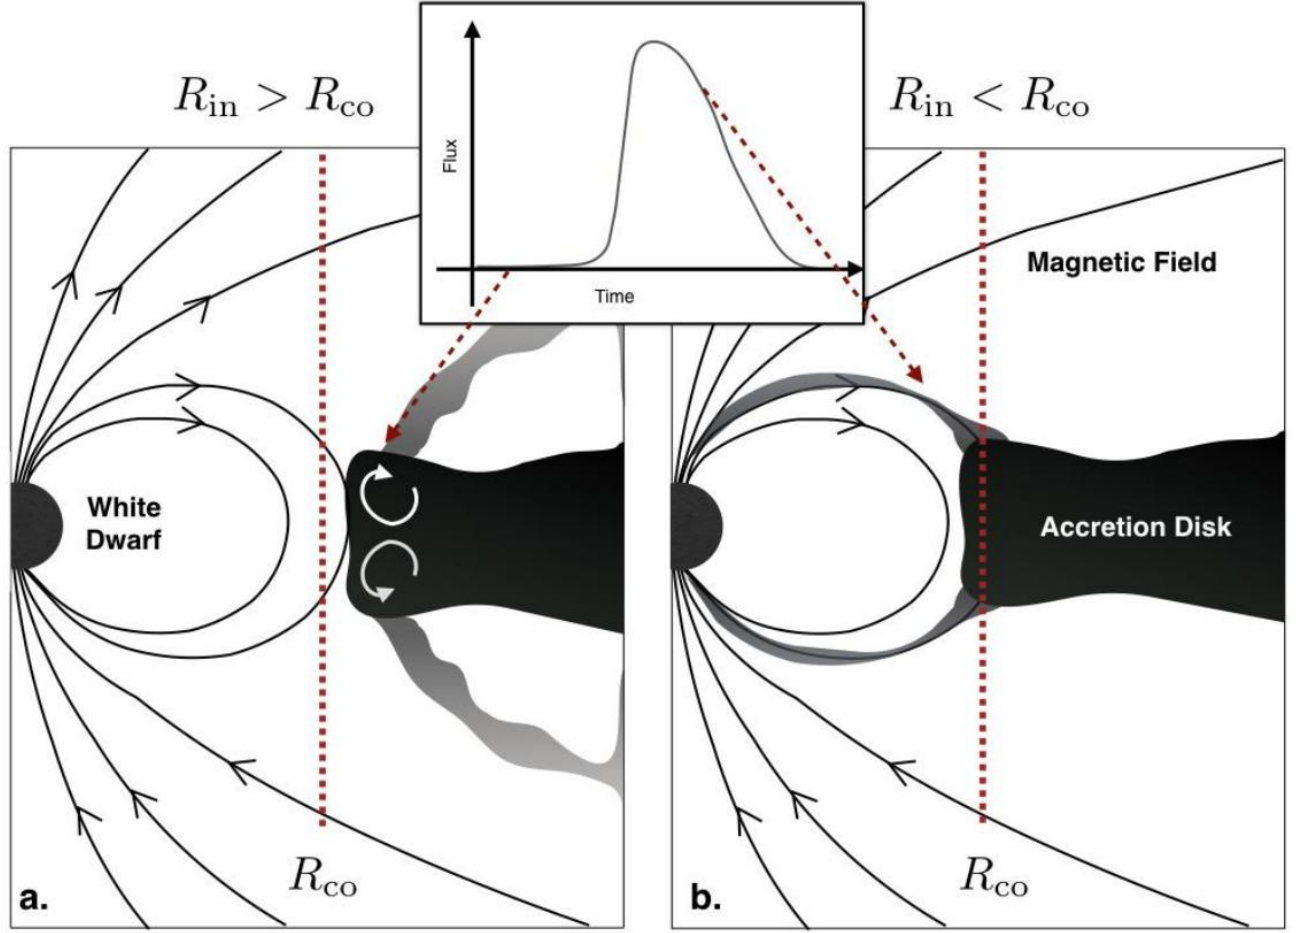 R_in > R_co
R_in < R_co
Flux
Time
Magnetic Field
White
Dwarf
Accretion Disk
R_co
R_co
a.
b.